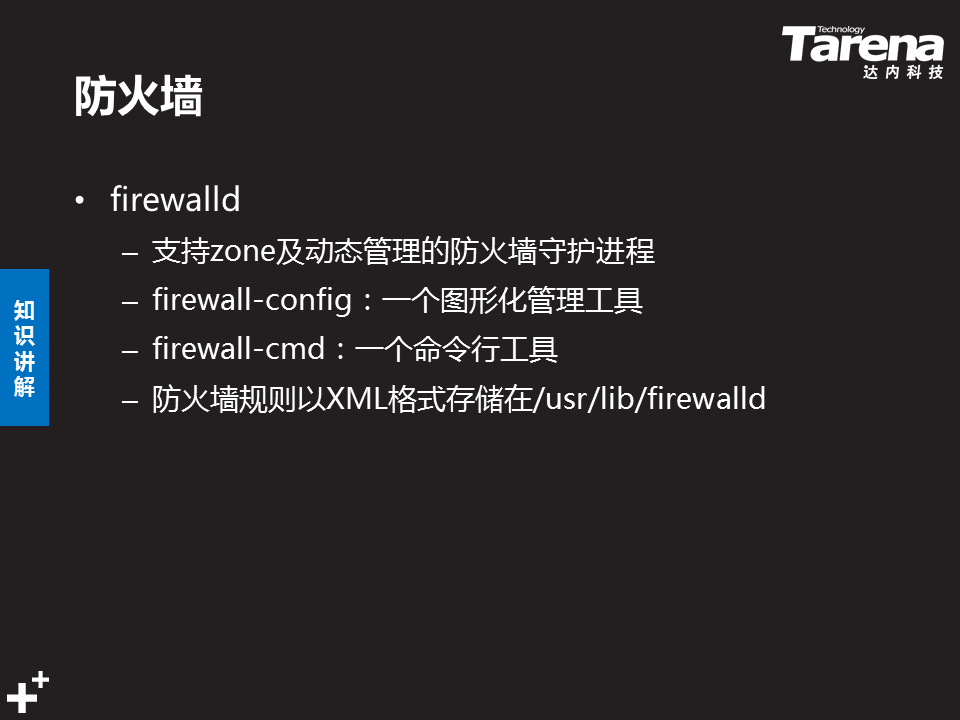 Technology
Tarena
达内科技
防火墙
• firewalld
– 支持zone及动态管理的防火墙守护进程
– firewall-config：一个图形化管理工具
– firewall-cmd：一个命令行工具
– 防火墙规则以XML格式存储在/usr/lib/firewalld
知识讲解